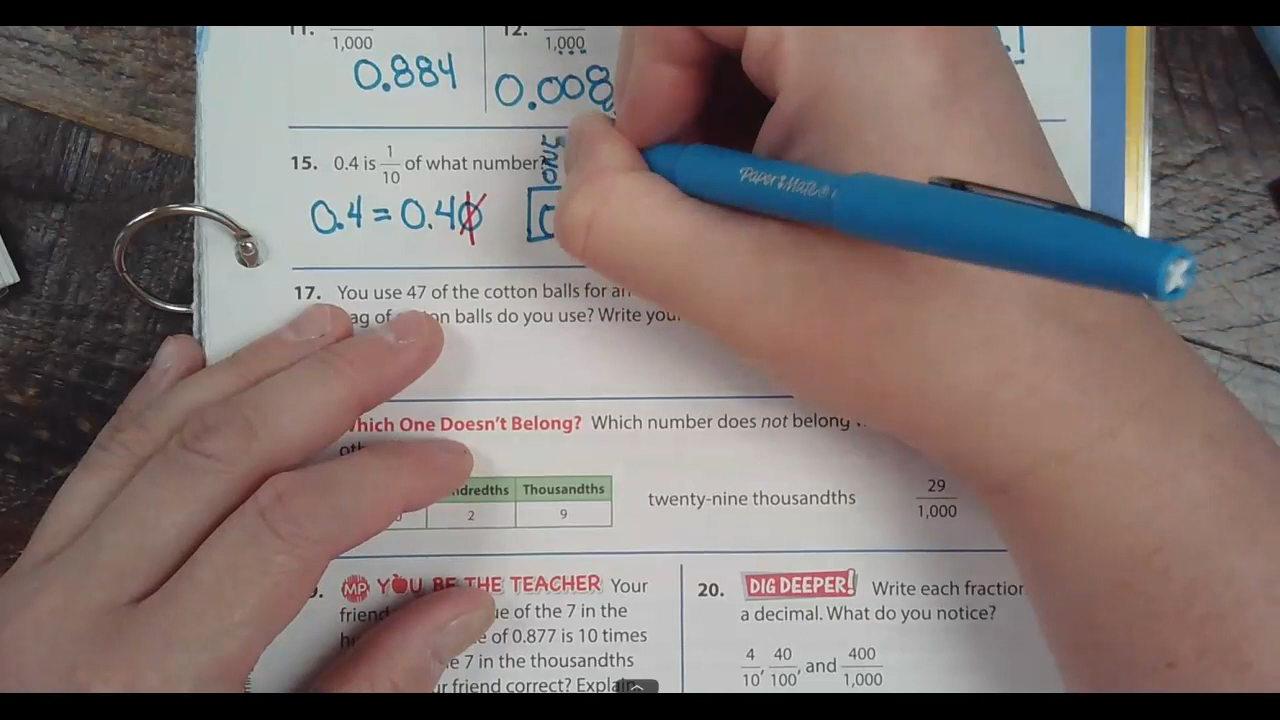 11.
1,000
12.
1,000
0.884
0.008
15. 0.4 is 1/10 of what number?
0.4 = 0.40
ONS
Paper Mate
17. You use 47 of the cotton balls for
of balls do you use? Write
Which One Doesn't Belong? Which number does not belong
Thousandths
2 9
twenty-nine thousandths
29/1,000
MP YOU BE THE TEACHER Your
friend of the 7 in the
of 0.877 is 10 times
7 in the thousandths
friend correct? Explain
20. DIG DEEPER! Write each fraction
a decimal. What do you notice?
4/10, 40/100, and 400/1,000